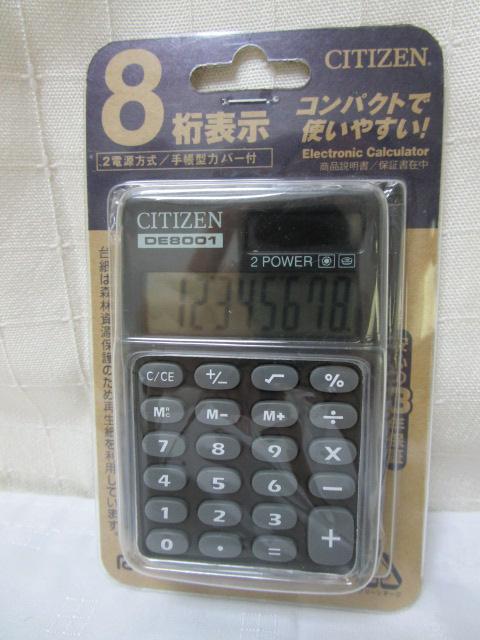 8
桁表示
2電源方式/手帳型カバー付
CITIZEN
コンパクトで
使いやすい!
Electronic Calculator
商品説明書/保証書在中
CITIZEN
DE8001
2 POWER
12345678.
C/CE +/− √ %
M− M+ ÷
7 8 9 X
4 5 6 −
1 2 3 +
0 • =
台紙は森林資源保護のため再生紙を利用しています。